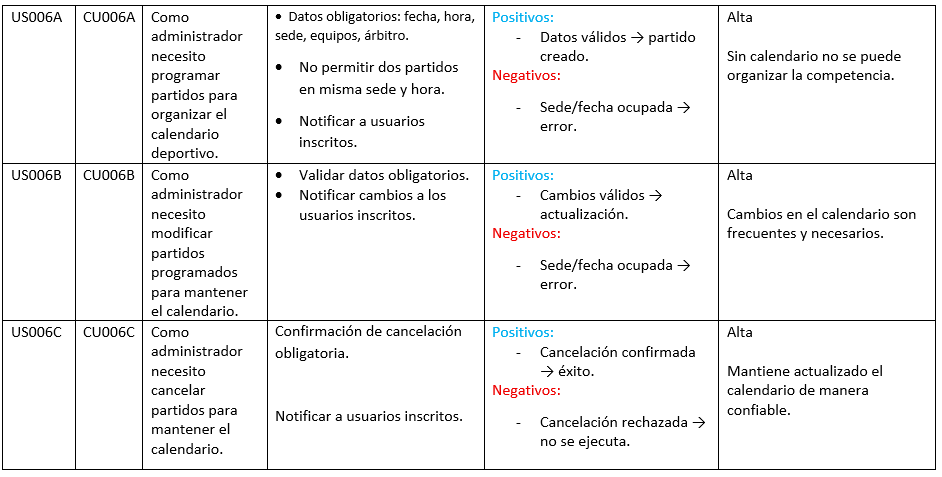 US006A
CU006A
Como
administrador
necesito
programar
partidos para
organizar el
calendario
deportivo.
• Datos obligatorios: fecha, hora,
sede, equipos, árbitro.
• No permitir dos partidos
en misma sede y hora.
• Notificar a usuarios
inscritos.
Positivos:
- Datos válidos → partido
creado.
Negativos:
- Sede/fecha ocupada →
error.
Alta
Sin calendario no se puede
organizar la competencia.
US006B
CU006B
Como
administrador
necesito
modificar
partidos
programados
para mantener
el calendario.
• Validar datos obligatorios.
• Notificar cambios a los
usuarios inscritos.
Positivos:
- Cambios válidos →
actualización.
Negativos:
- Sede/fecha ocupada →
error.
Alta
Cambios en el calendario son
frecuentes y necesarios.
US006C
CU006C
Como
administrador
necesito
cancelar
partidos para
mantener el
calendario.
Confirmación de cancelación
obligatoria.
Notificar a usuarios inscritos.
Positivos:
- Cancelación confirmada
→ éxito.
Negativos:
- Cancelación rechazada →
no se ejecuta.
Alta
Mantiene actualizado el
calendario de manera
confiable.